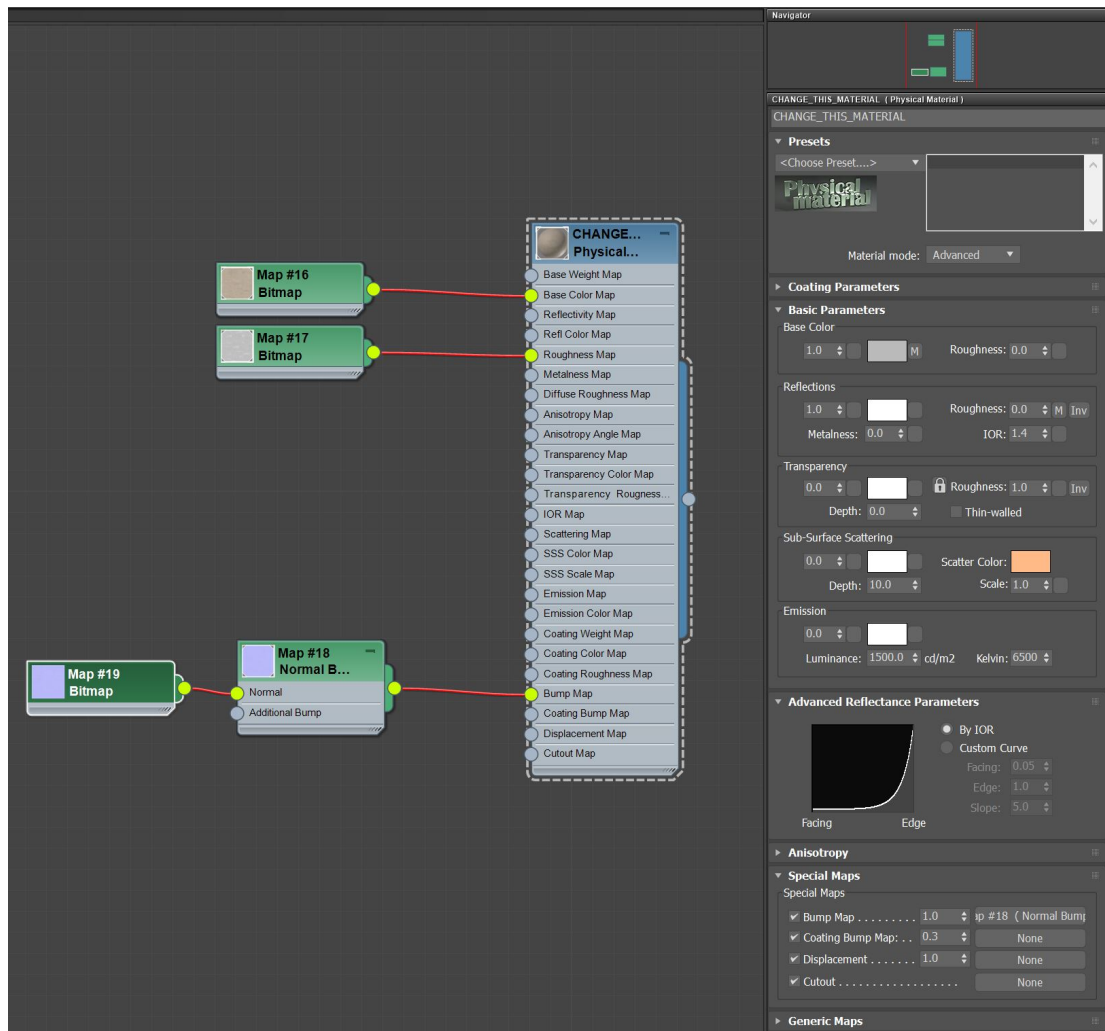 Navigator
CHANGE_THIS_MATERIAL ( Physical Material )
CHANGE_THIS_MATERIAL
Presets
<Choose Preset....>
Physical
material
Material mode: Advanced
Coating Parameters
Basic Parameters
Base Color
1.0 M Roughness: 0.0
Reflections
1.0 Roughness: 0.0 M Inv
Metalness: 0.0 IOR: 1.4
Transparency
0.0 Roughness: 1.0 Inv
Depth: 0.0 Thin-walled
Sub-Surface Scattering
0.0 Scatter Color:
Depth: 10.0 Scale: 1.0
Emission
0.0
Luminance: 1500.0 cd/m2 Kelvin: 6500
Advanced Reflectance Parameters
By IOR
Custom Curve
Facing: 0.05
Edge: 1.0
Slope: 5.0
Facing Edge
Anisotropy
Special Maps
Special Maps
Bump Map . . . . . . . . . 1.0 ap #18 ( Normal Bump
Coating Bump Map: . . 0.3 None
Displacement . . . . . . . 1.0 None
Cutout . . . . . . . . . . . . . . . . . . None
Generic Maps
Map #16
Bitmap
Map #17
Bitmap
Map #19
Bitmap
Map #18
Normal B...
Normal
Additional Bump
CHANGE...
Physical...
Base Weight Map
Base Color Map
Reflectivity Map
Refl Color Map
Roughness Map
Metalness Map
Diffuse Roughness Map
Anisotropy Map
Anisotropy Angle Map
Transparency Map
Transparency Color Map
Transparency Rougness...
IOR Map
Scattering Map
SSS Color Map
SSS Scale Map
Emission Map
Emission Color Map
Coating Weight Map
Coating Color Map
Coating Roughness Map
Bump Map
Coating Bump Map
Displacement Map
Cutout Map